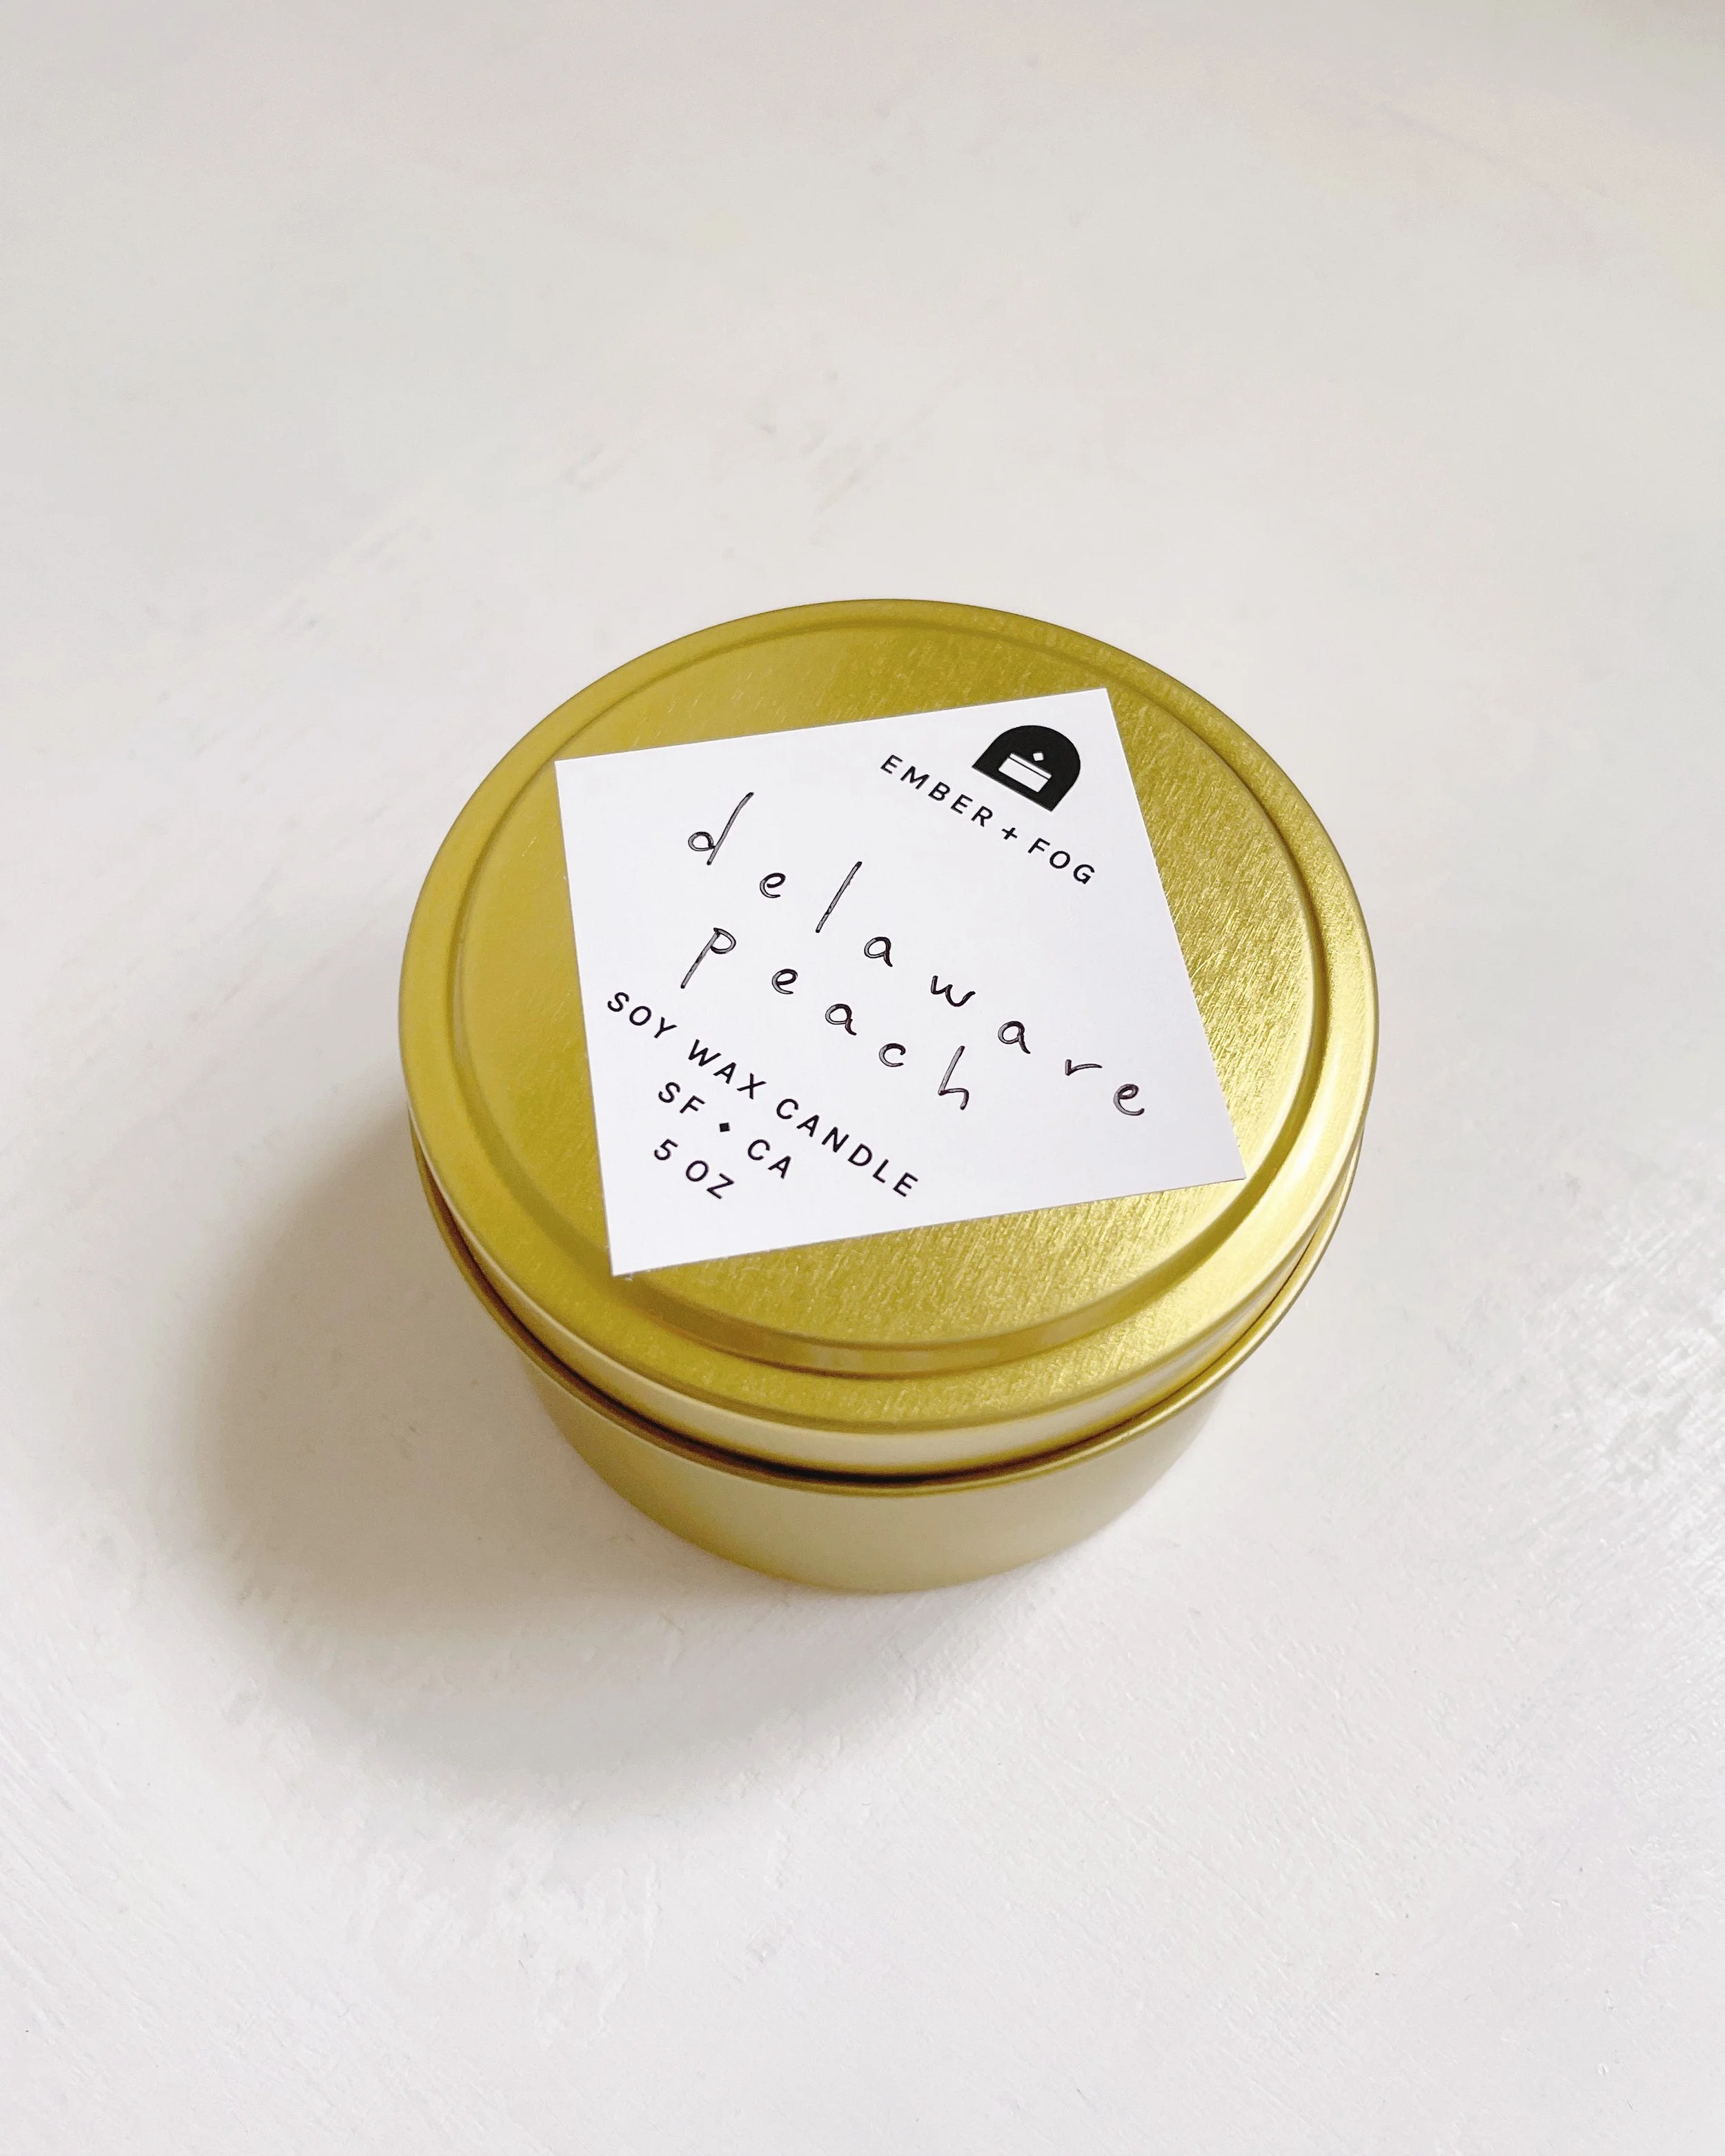 EMBER + FOG
delaware
peach
SOY WAX CANDLE
SF ◆ CA
5 OZ